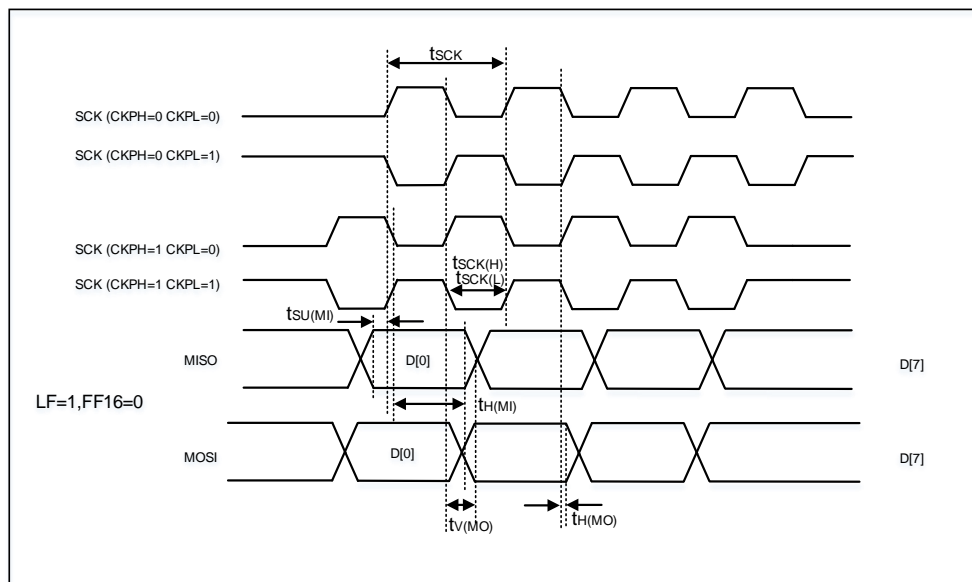 tSCK
SCK (CKPH=0 CKPL=0)
SCK (CKPH=0 CKPL=1)
SCK (CKPH=1 CKPL=0)
tSCK(H)
tSCK(L)
SCK (CKPH=1 CKPL=1)
tSU(MI)
MISO
D[0]
D[7]
LF=1,FF16=0
tH(MI)
MOSI
D[0]
D[7]
tV(MO)
tH(MO)